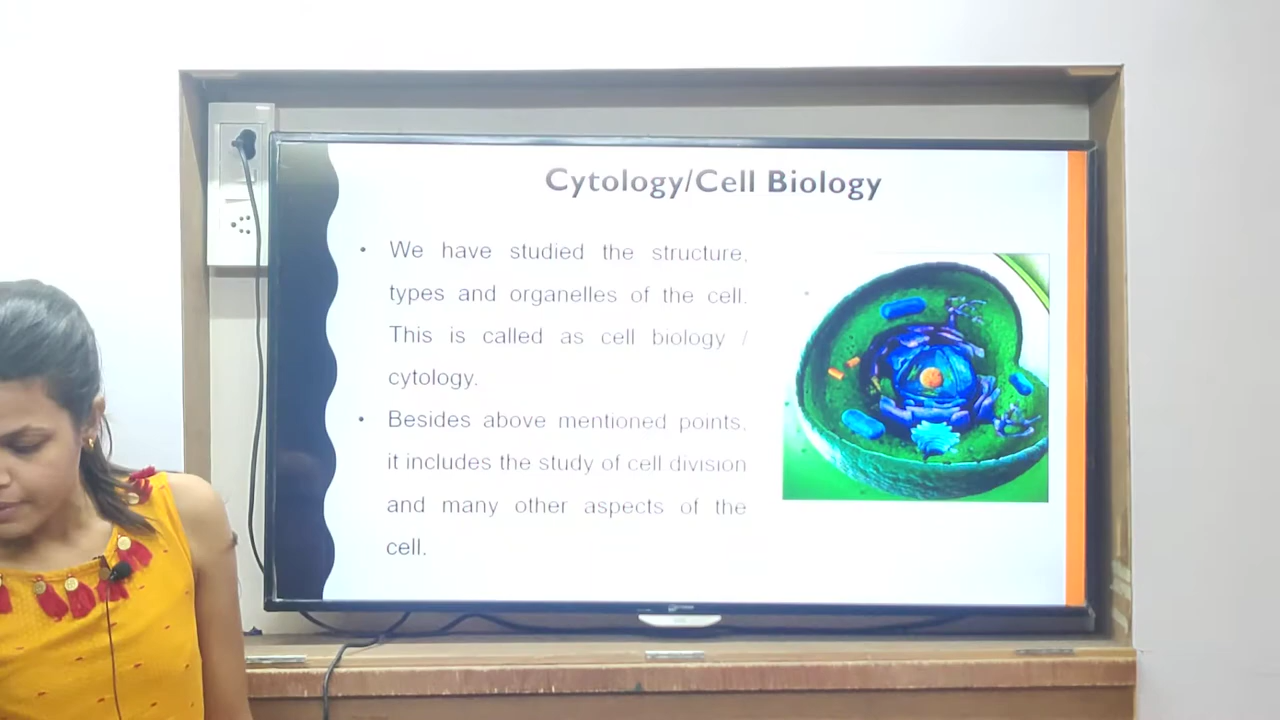 Cytology/Cell Biology
• We have studied the structure,
types and organelles of the cell.
This is called as cell biology /
cytology.
• Besides above mentioned points,
it includes the study of cell division
and many other aspects of the
cell.